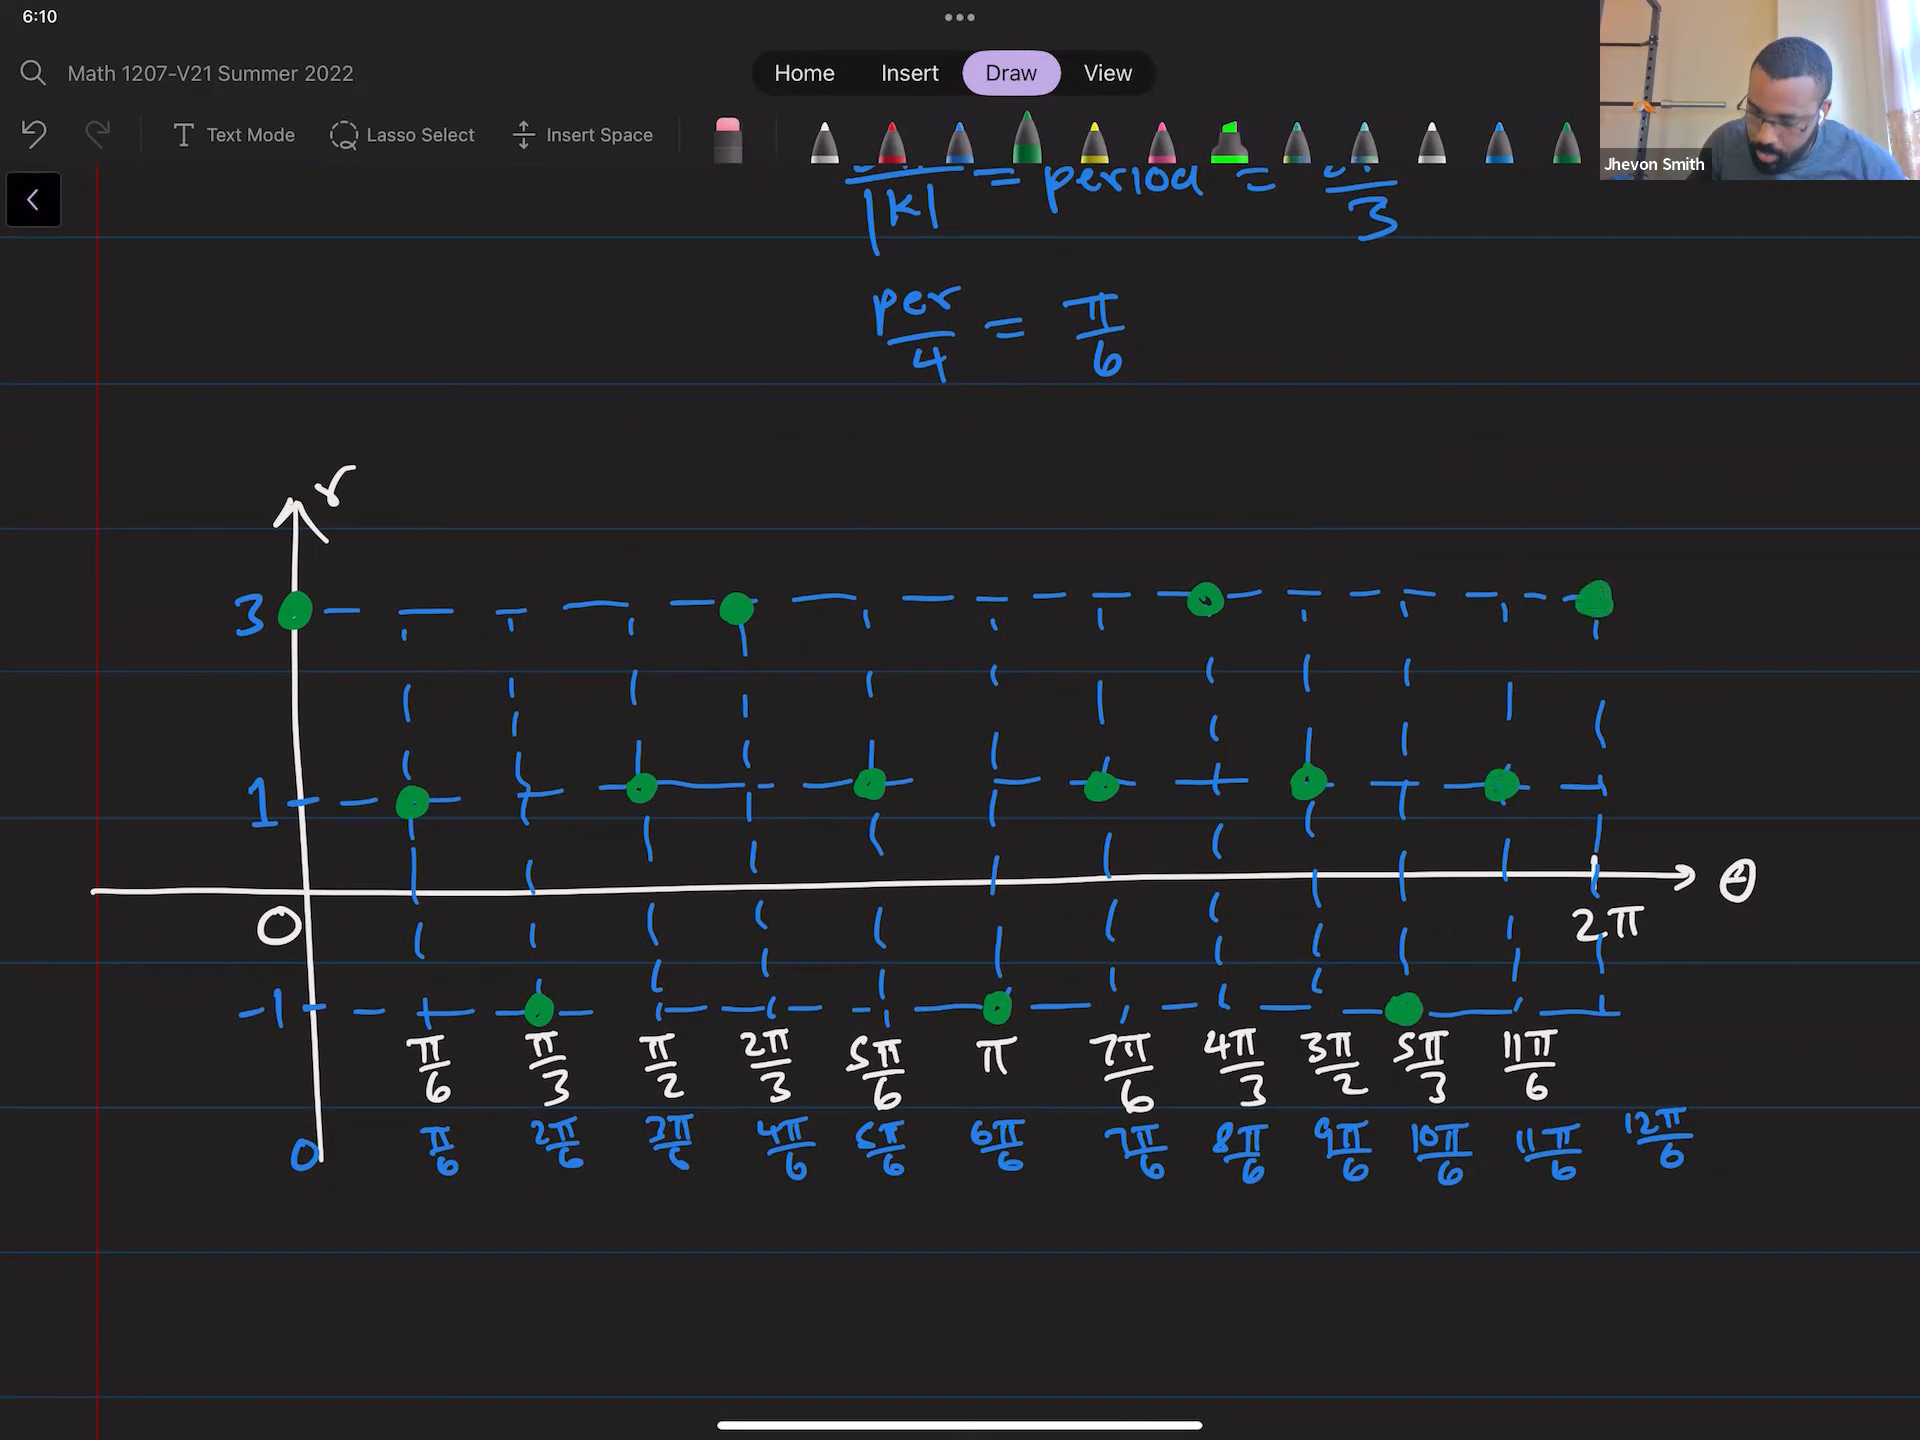 6:10
Math 1207-V21 Summer 2022
Home Insert Draw View
Text Mode Lasso Select Insert Space
Jhevon Smith
|K| = period = 3
per/4 = π/6
r
3
1
0 2π θ
-1
π/6 π/3 π/2 2π/3 5π/6 π 7π/6 4π/3 3π/2 5π/3 11π/6
0 π/6 2π/6 3π/6 4π/6 5π/6 6π/6 7π/6 8π/6 9π/6 10π/6 11π/6 12π/6